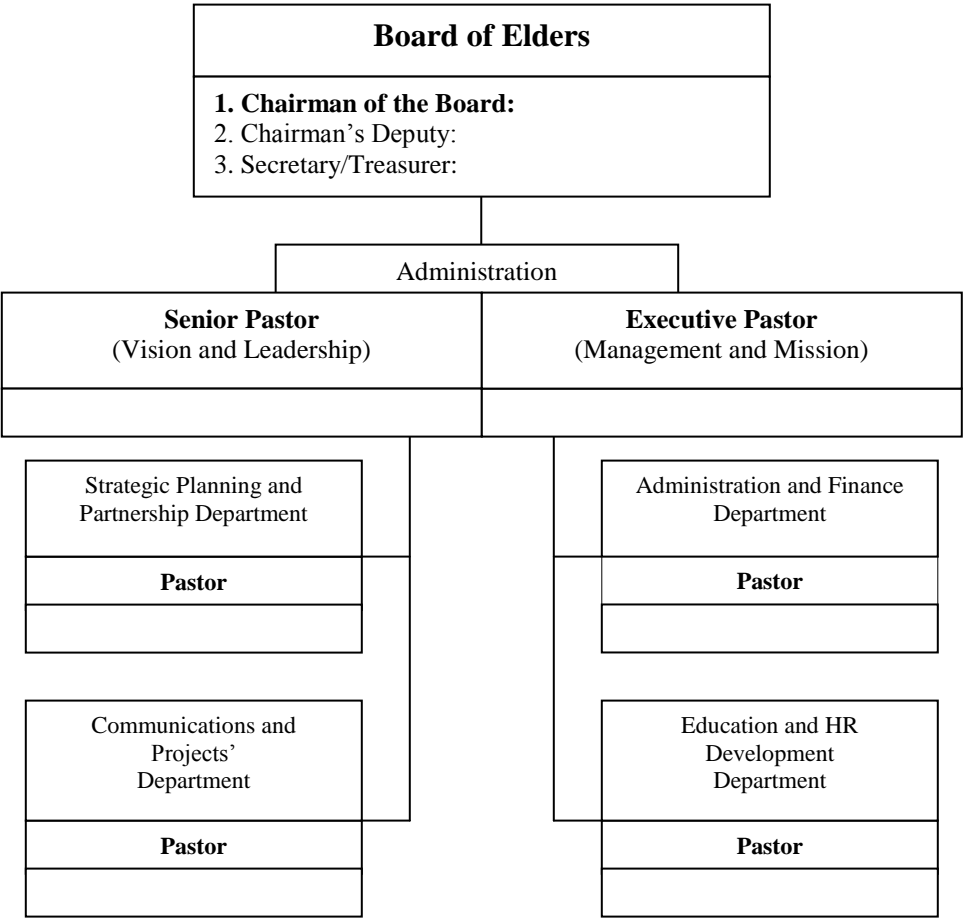 Board of Elders
1. Chairman of the Board:
2. Chairman’s Deputy:
3. Secretary/Treasurer:
Administration
Senior Pastor
(Vision and Leadership)
Executive Pastor
(Management and Mission)
Strategic Planning and
Partnership Department
Pastor
Administration and Finance
Department
Pastor
Communications and
Projects’
Department
Pastor
Education and HR
Development
Department
Pastor